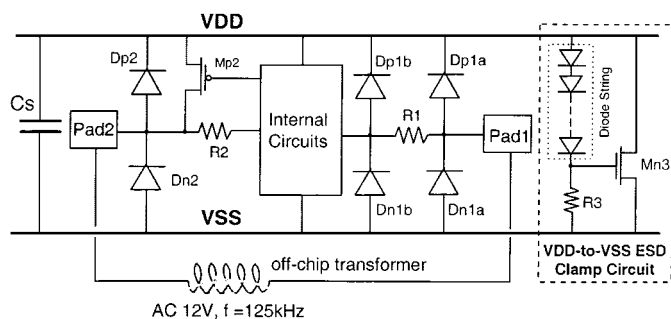 VDD
Dp2
Mp2
Dp1b
Dp1a
Cs
Pad2
R2
Internal
Circuits
R1
Pad1
Diode String
Mn3
Dn2
Dn1b
Dn1a
R3
VSS
VDD-to-VSS ESD
Clamp Circuit
off-chip transformer
AC 12V, f =125kHz